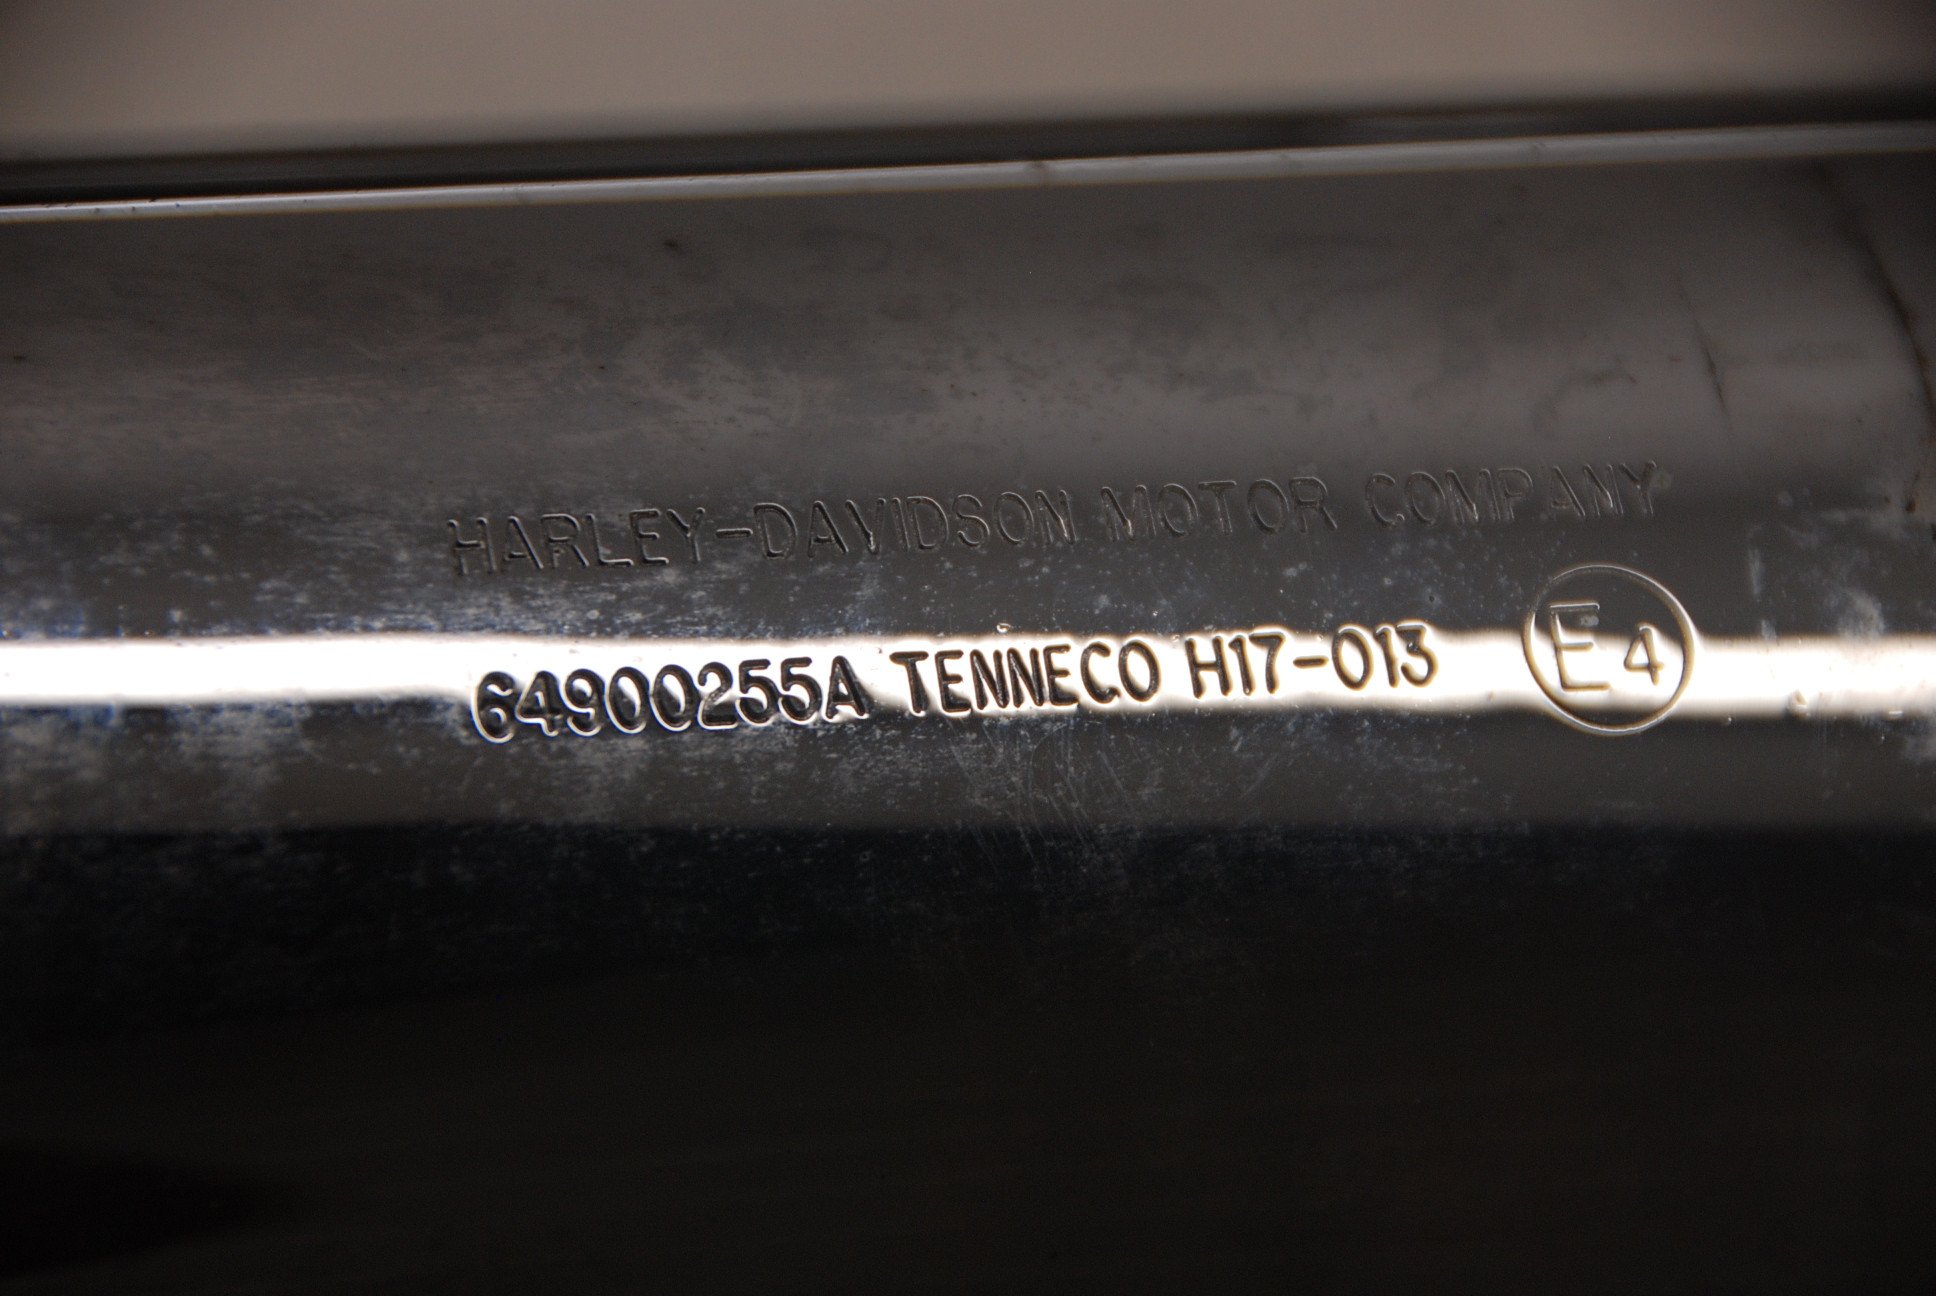 HARLEY-DAVIDSON MOTOR COMPANY
64900255A TENNECO H17-013 E4